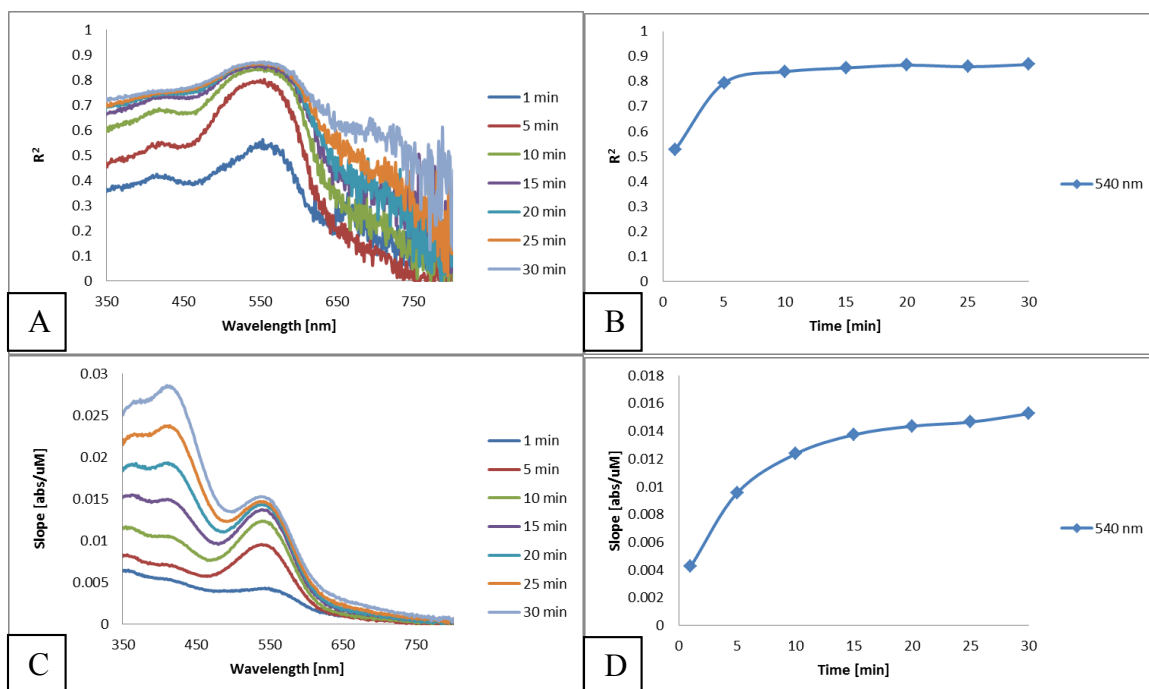 1
0.9
0.8
0.7
0.6
0.5
0.4
0.3
0.2
0.1
0
R²
350 450 550 650 750
Wavelength [nm]
1 min
5 min
10 min
15 min
20 min
25 min
30 min
A
1
0.9
0.8
0.7
0.6
0.5
0.4
0.3
0.2
0.1
0
R²
0 5 10 15 20 25 30
Time [min]
540 nm
B
0.03
0.025
0.02
0.015
0.01
0.005
0
Slope [abs/uM]
350 450 550 650 750
Wavelength [nm]
1 min
5 min
10 min
15 min
20 min
25 min
30 min
C
0.018
0.016
0.014
0.012
0.01
0.008
0.006
0.004
0.002
0
Slope [abs/uM]
0 5 10 15 20 25 30
Time [min]
540 nm
D